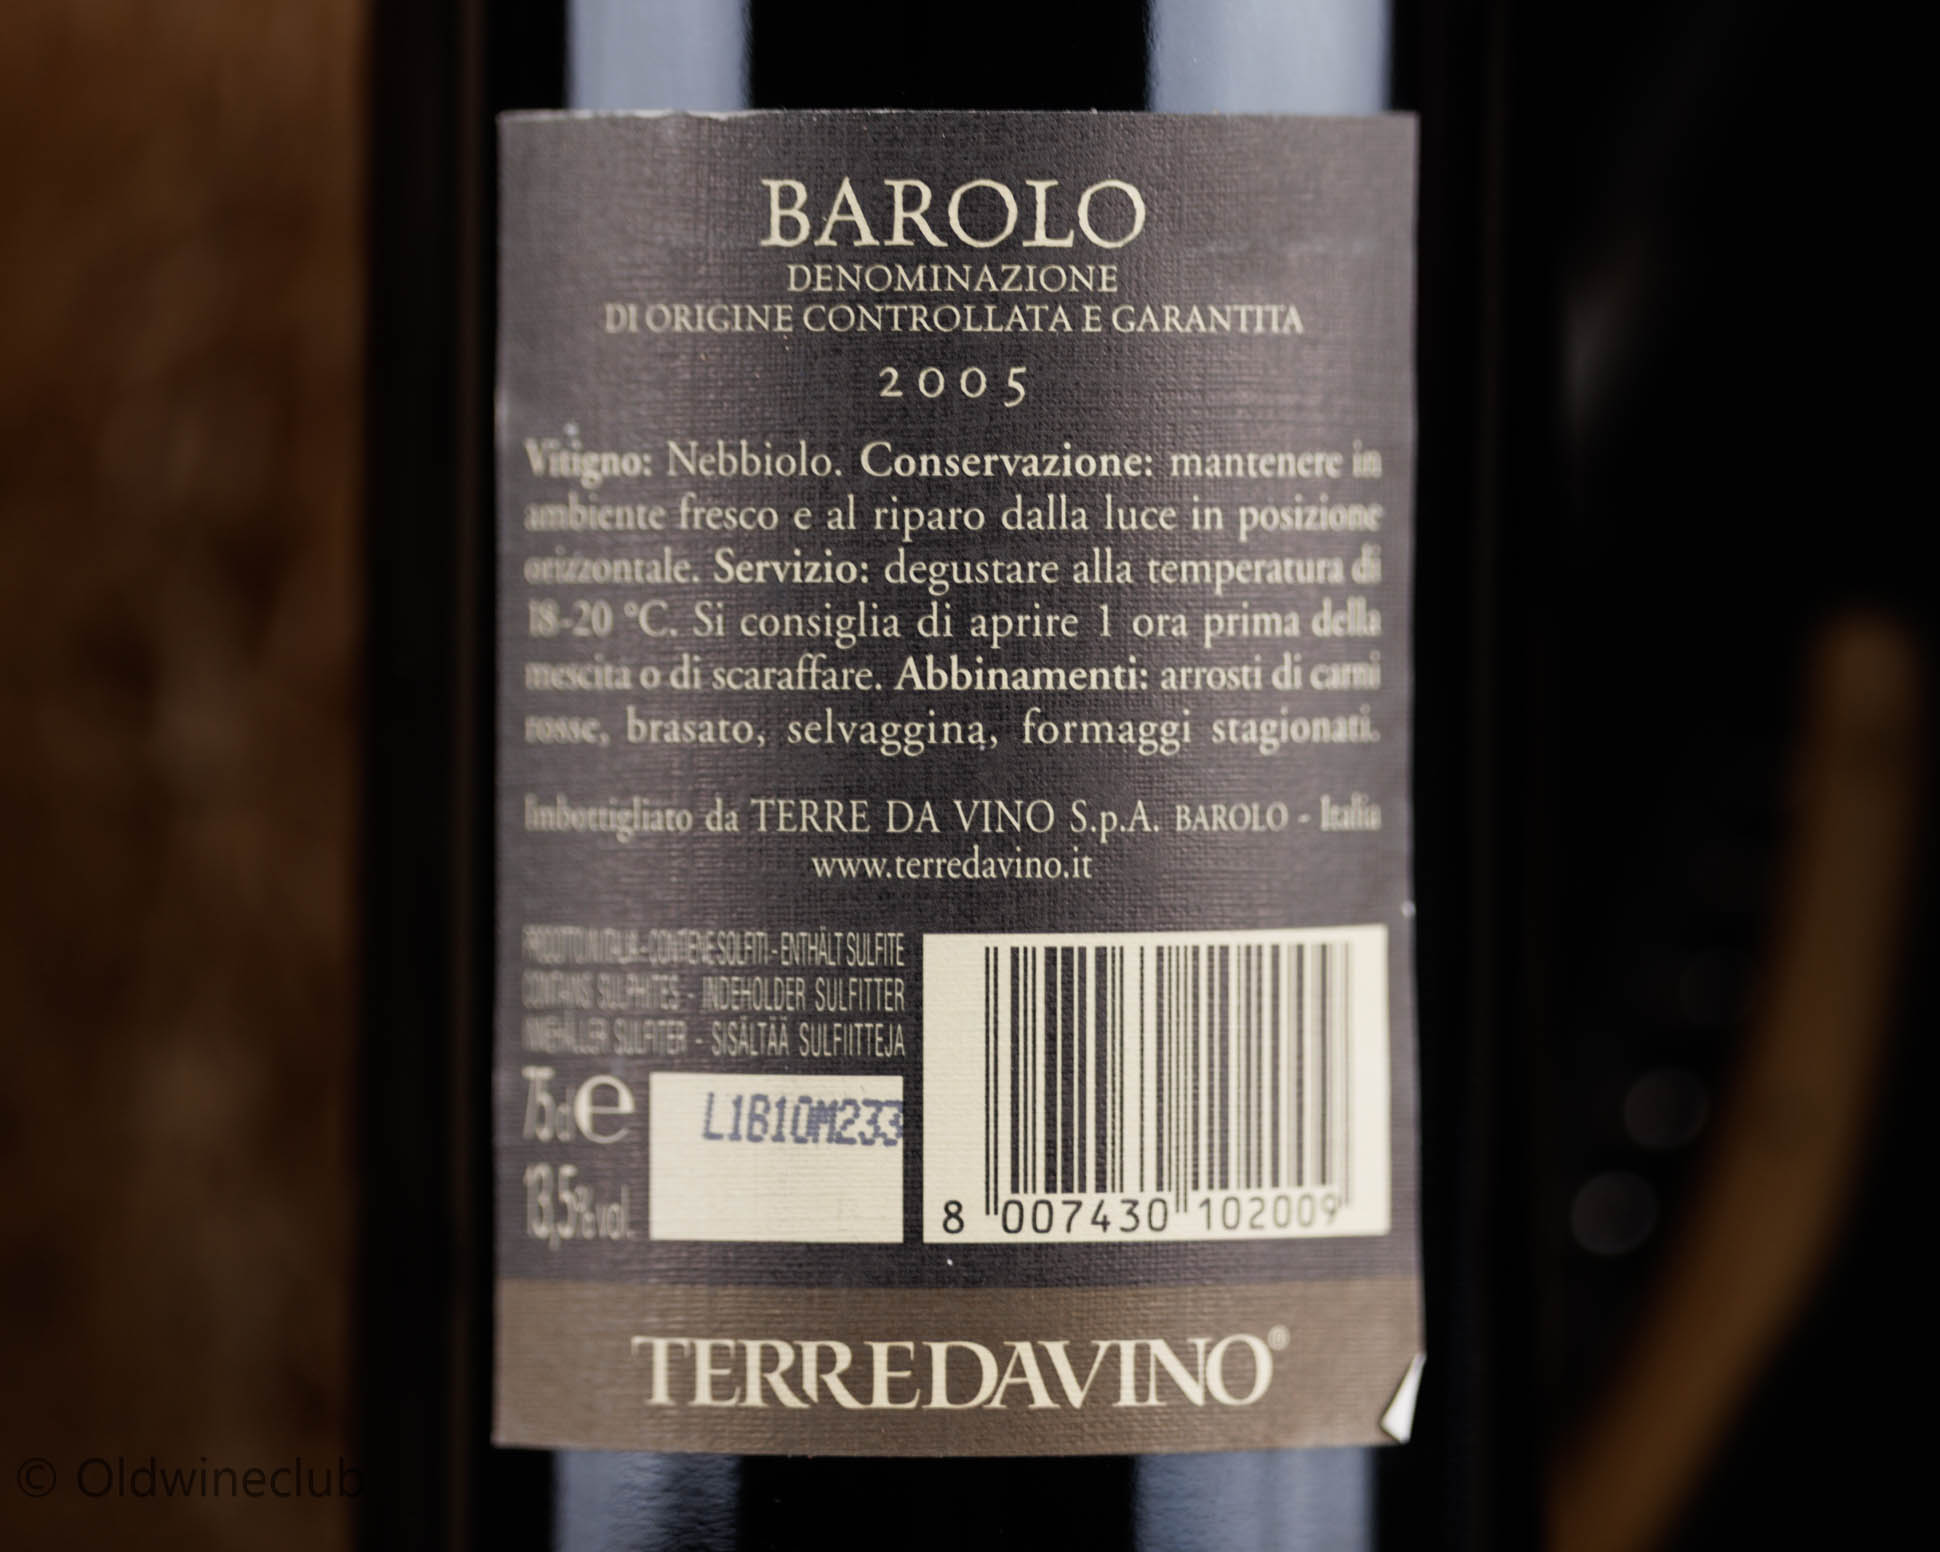 BAROLO
DENOMINAZIONE
DI ORIGINE CONTROLLATA E GARANTITA
2005
Vitigno: Nebbiolo. Conservazione: mantenere in
ambiente fresco e al riparo dalla luce in posizione
orizzontale. Servizio: degustare alla temperatura di
18-20 °C. Si consiglia di aprire 1 ora prima della
mescita o di scaraffare. Abbinamenti: arrosti di carni
rosse, brasato, selvaggina, formaggi stagionati.
Imbottigliato da TERRE DA VINO S.p.A. BAROLO - Italia
www.terredavino.it
PRODOTTO IN ITALIA - CONTIENE SOLFITI - ENTHÄLT SULFITE
CONTAINS SULPHITES - INDEHOLDER SULFITTER
INNEHÅLLER SULFITER - SISÄLTÄÄ SULFIITTEJA
75cl e
L1B10M233
13,5% vol.
8 007430 102009
TERREDAVINO®
© Oldwineclub